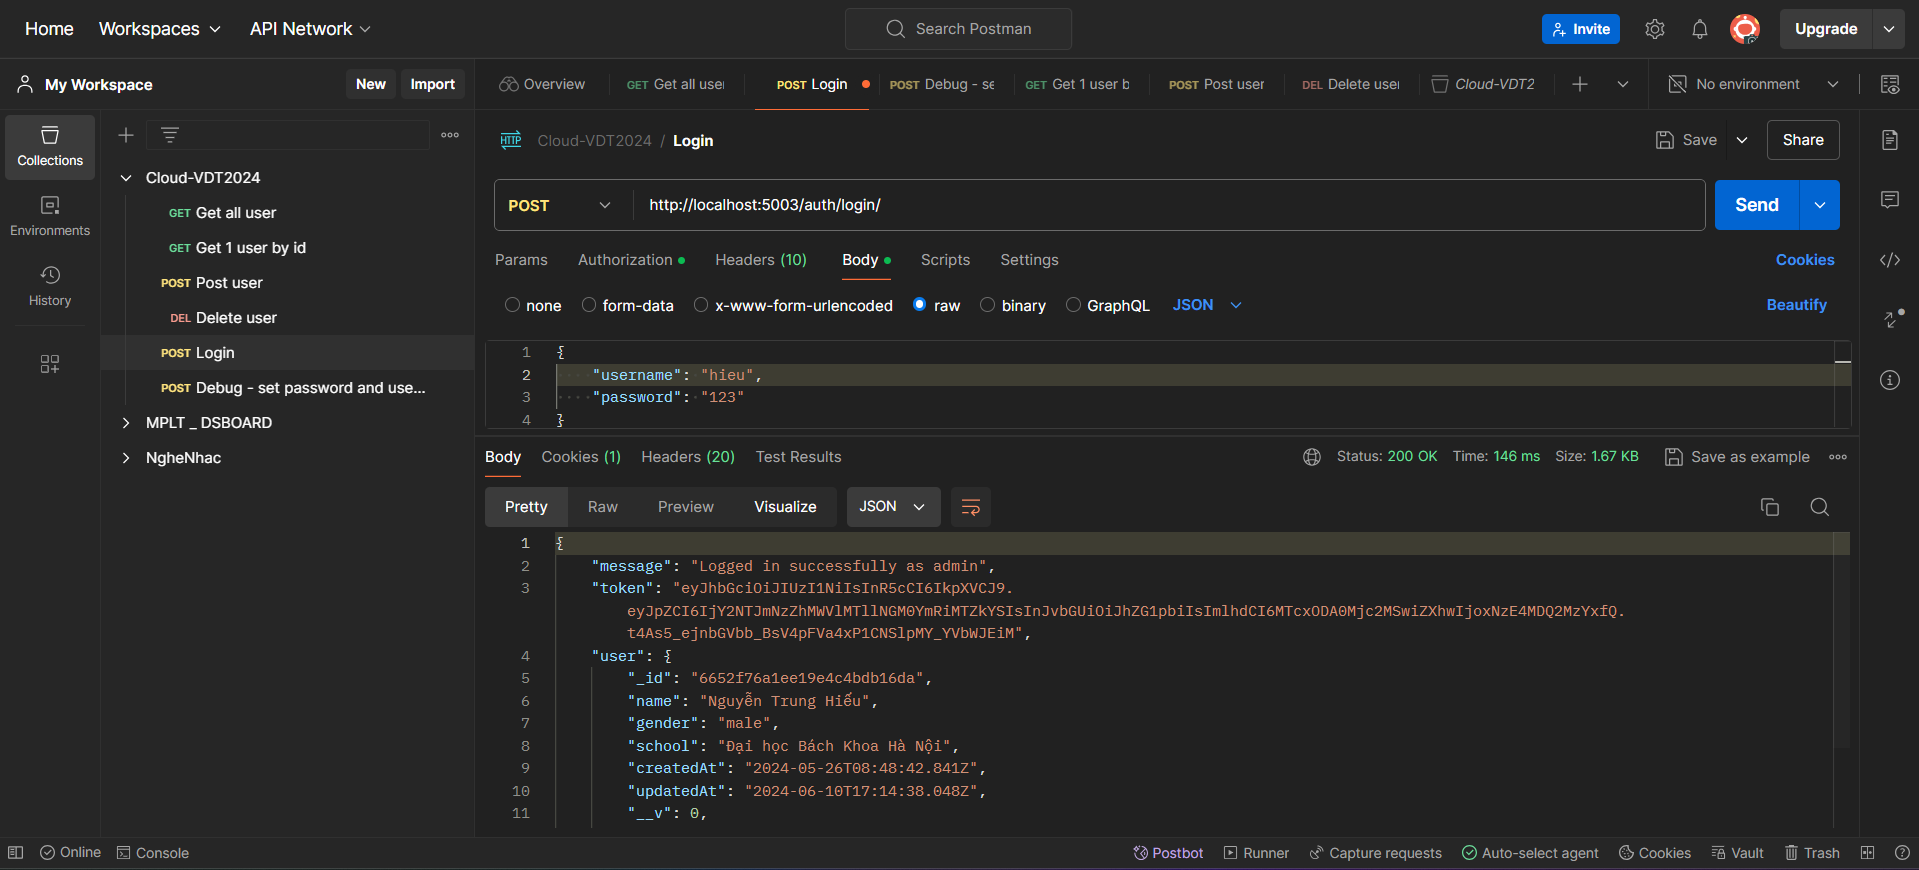 Home Workspaces API Network Search Postman Invite Upgrade
My Workspace New Import Overview GET Get all user POST Login POST Debug - se GET Get 1 user b POST Post user DEL Delete user Cloud-VDT2 No environment
Collections
Environments
History
Cloud-VDT2024
GET Get all user
GET Get 1 user by id
POST Post user
DEL Delete user
POST Login
POST Debug - set password and use...
MPLT _ DSBOARD
NgheNhac
HTTP Cloud-VDT2024 / Login Save Share
POST http://localhost:5003/auth/login/ Send
Params Authorization Headers (10) Body Scripts Settings Cookies
none form-data x-www-form-urlencoded raw binary GraphQL JSON Beautify
1 {
2 "username": "hieu",
3 "password": "123"
4 }
Body Cookies (1) Headers (20) Test Results Status: 200 OK Time: 146 ms Size: 1.67 KB Save as example
Pretty Raw Preview Visualize JSON
1 {
2 "message": "Logged in successfully as admin",
3 "token": "eyJhbGciOiJIUzI1NiIsInR5cCI6IkpXVCJ9.
eyJpZCI6IjY2NTJmNzZhMWVlMTllNGM0YmRiMTZkYSIsInJvbGUiOiJhZG1pbiIsImlhdCI6MTcxODA0Mjc2MSwiZXhwIjoxNzE4MDQ2MzYxfQ.
t4As5_ejnbGVbb_BsV4pFVa4xP1CNSlpMY_YVbWJEiM",
4 "user": {
5 "_id": "6652f76a1ee19e4c4bdb16da",
6 "name": "Nguyễn Trung Hiếu",
7 "gender": "male",
8 "school": "Đại học Bách Khoa Hà Nội",
9 "createdAt": "2024-05-26T08:48:42.841Z",
10 "updatedAt": "2024-06-10T17:14:38.048Z",
11 "__v": 0,
Online Console Postbot Runner Capture requests Auto-select agent Cookies Vault Trash